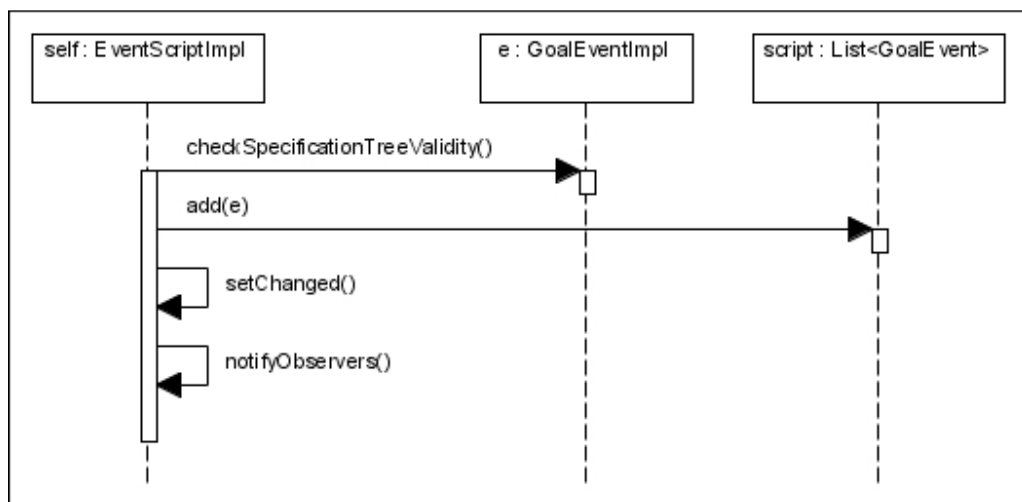 self : EventScriptImpl
e : GoalEventImpl
script : List<GoalEvent>
checkSpecificationTreeValidity()
add(e)
setChanged()
notifyObservers()